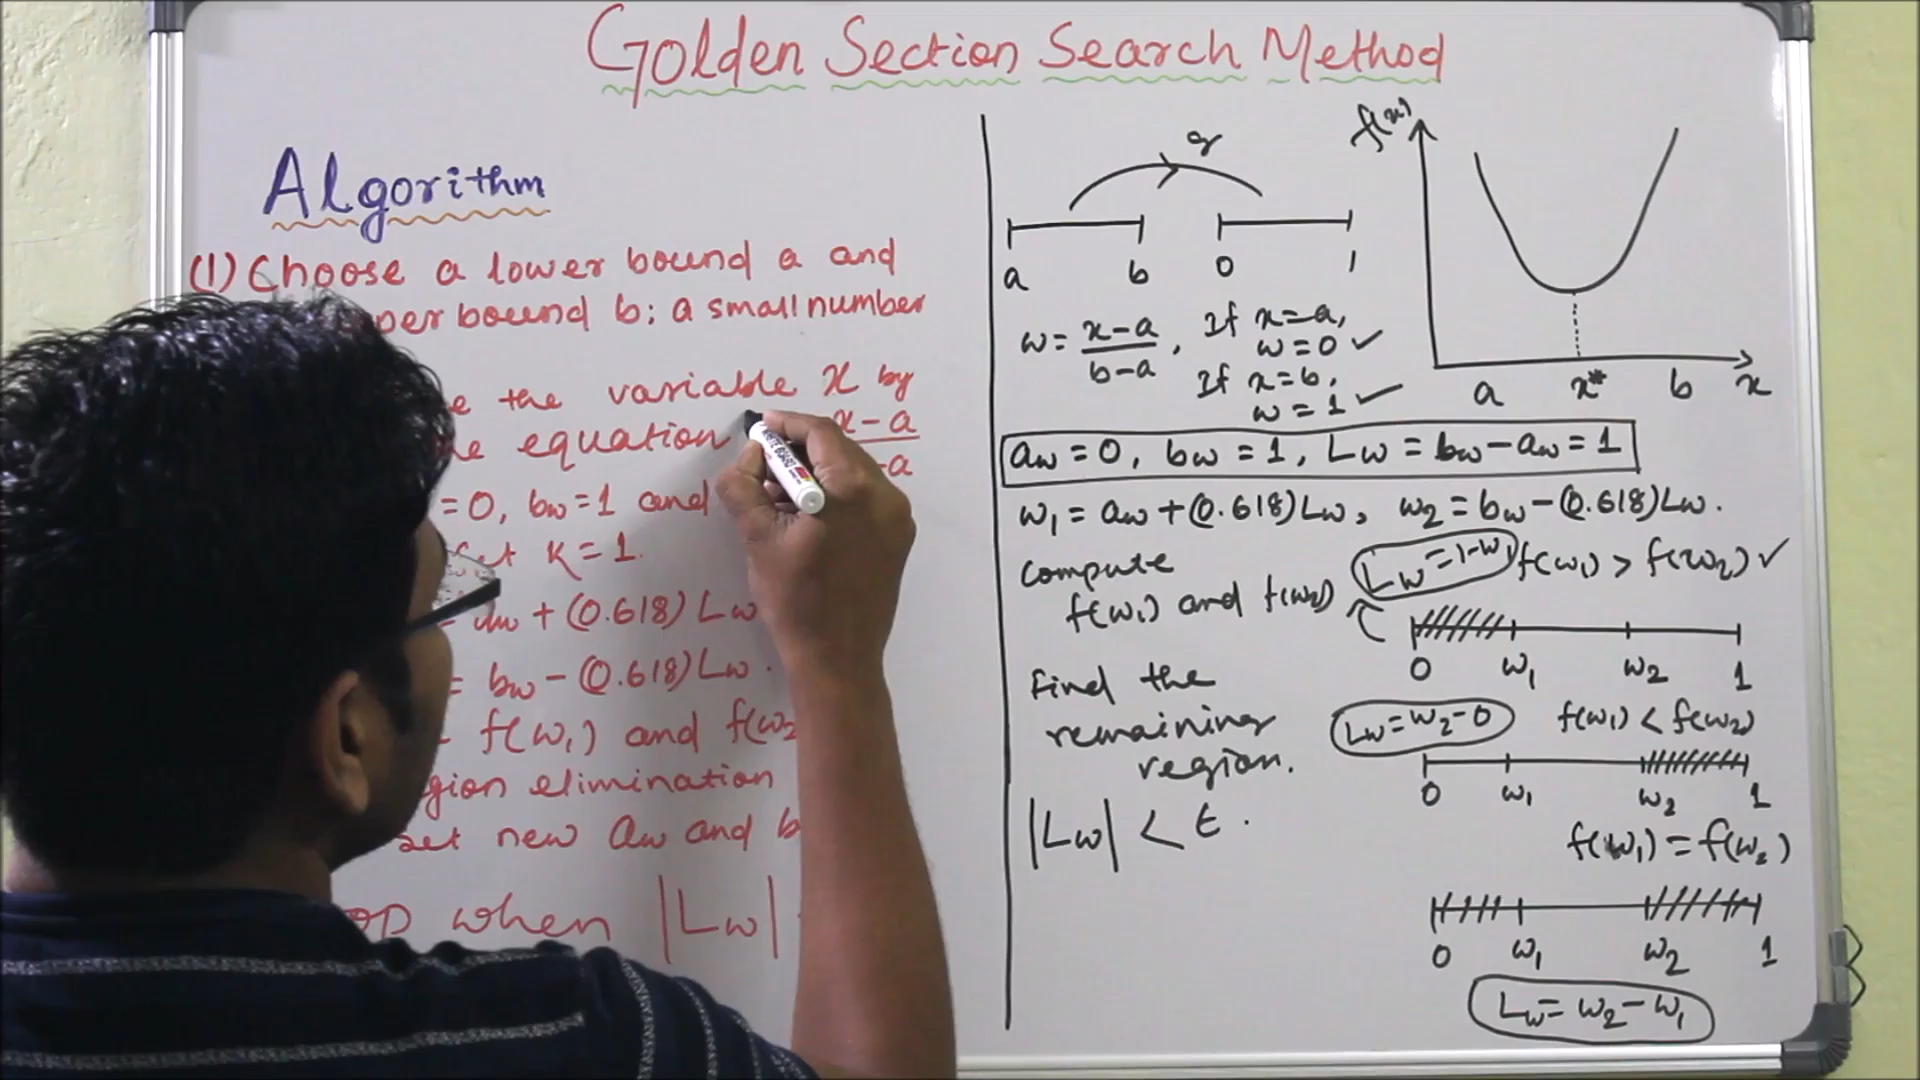 Golden Section Search Method
Algorithm
(1) Choose a lower bound a and
per bound b; a small number
e the variable x by
he equation x-a
-a
=0, bw=1 and
Set K=1.
= aw + (0.618) Lw
= bw - (0.618) Lw.
f(w1) and f(w2
gion elimination
set new aw and b
op when |Lw|
a b 0 1
w = x-a / b-a , If x=a,
w=0 ✓
If x=b,
w=1 ✓
f(x)
a x* b x
aw = 0, bw = 1, Lw = bw - aw = 1
w1 = aw + (0.618) Lw, w2 = bw - (0.618) Lw.
Compute
f(w1) and f(w2)
Lw = 1-w1 f(w1) > f(w2) ✓
0 w1 w2 1
Find the
remaining
region.
Lw = w2 - 0 f(w1) < f(w2)
0 w1 w2 1
|Lw| < ε.
f(w1) = f(w2)
0 w1 w2 1
Lw = w2 - w1